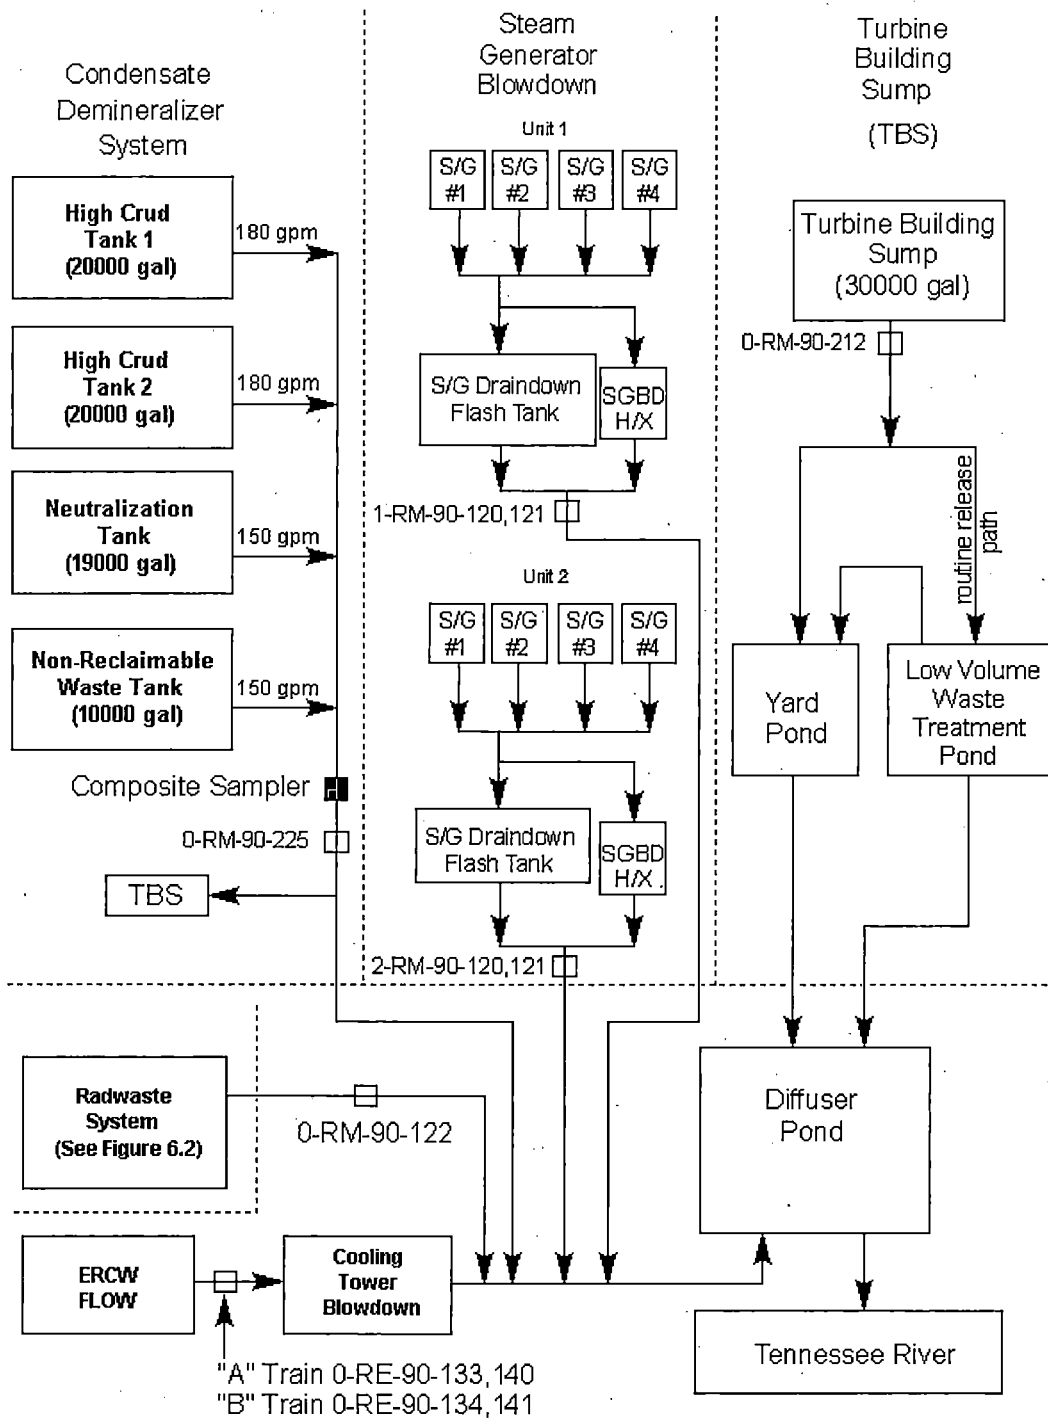 Condensate
Demineralizer
System
High Crud
Tank 1
(20000 gal)
180 gpm
High Crud
Tank 2
(20000 gal)
180 gpm
Neutralization
Tank
(19000 gal)
150 gpm
Non-Reclaimable
Waste Tank
(10000 gal)
150 gpm
Composite Sampler
0-RM-90-225
TBS
Steam
Generator
Blowdown
Unit 1
S/G #1
S/G #2
S/G #3
S/G #4
S/G Draindown
Flash Tank
SGBD
H/X
1-RM-90-120,121
Unit 2
S/G #1
S/G #2
S/G #3
S/G #4
S/G Draindown
Flash Tank
SGBD
H/X
2-RM-90-120,121
Turbine
Building
Sump
(TBS)
Turbine Building
Sump
(30000 gal)
0-RM-90-212
routine release
path
Yard
Pond
Low Volume
Waste
Treatment
Pond
Radwaste
System
(See Figure 6.2)
0-RM-90-122
Diffuser
Pond
ERCW
FLOW
Cooling
Tower
Blowdown
"A" Train 0-RE-90-133,140
"B" Train 0-RE-90-134,141
Tennessee River